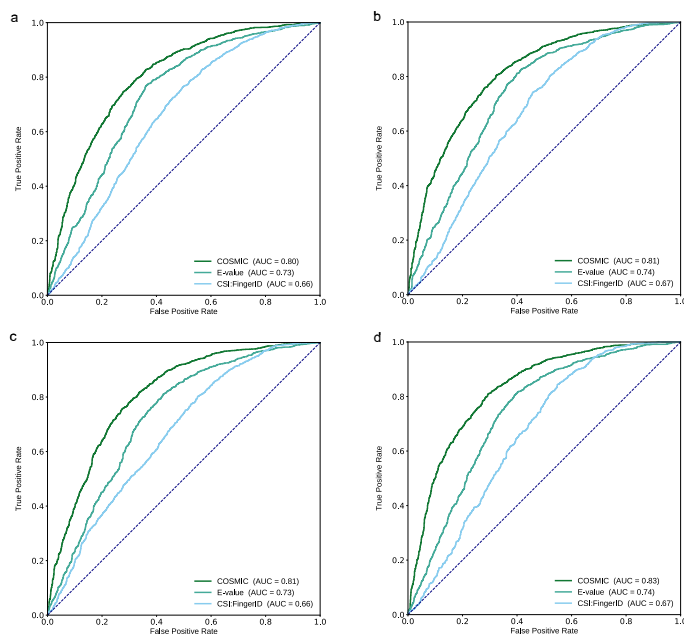 a
1.0
0.8
0.6
0.4
0.2
0.0
True Positive Rate
COSMIC (AUC = 0.80)
E-value (AUC = 0.73)
CSI:FingerID (AUC = 0.66)
0.0 0.2 0.4 0.6 0.8 1.0
False Positive Rate
b
1.0
0.8
0.6
0.4
0.2
0.0
True Positive Rate
COSMIC (AUC = 0.81)
E-value (AUC = 0.74)
CSI:FingerID (AUC = 0.67)
0.0 0.2 0.4 0.6 0.8 1.0
False Positive Rate
c
1.0
0.8
0.6
0.4
0.2
0.0
True Positive Rate
COSMIC (AUC = 0.81)
E-value (AUC = 0.73)
CSI:FingerID (AUC = 0.66)
0.0 0.2 0.4 0.6 0.8 1.0
False Positive Rate
d
1.0
0.8
0.6
0.4
0.2
0.0
True Positive Rate
COSMIC (AUC = 0.83)
E-value (AUC = 0.74)
CSI:FingerID (AUC = 0.67)
0.0 0.2 0.4 0.6 0.8 1.0
False Positive Rate